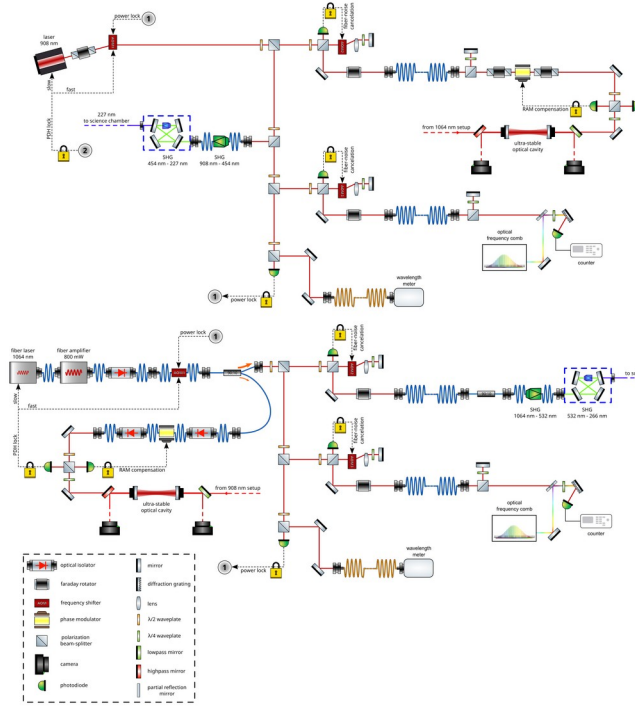 power lock
1
laser
908 nm
slow
fast
PDH lock
2
227 nm
to science chamber
SHG
454 nm - 227 nm
SHG
908 nm - 454 nm
fiber-noise
cancelation
RAM compensation
from 1064 nm setup
ultra-stable
optical cavity
fiber-noise
cancelation
optical
frequency comb
counter
1
power lock
wavelength
meter
power lock
1
fiber laser
1064 nm
fiber amplifier
800 mW
slow
fast
PDH lock
RAM compensation
from 908 nm setup
ultra-stable
optical cavity
fiber-noise
cancelation
SHG
1064 nm - 532 nm
SHG
532 nm - 266 nm
to sc
fiber-noise
cancelation
optical
frequency comb
counter
1
power lock
wavelength
meter
optical isolator
faraday rotator
frequency shifter
phase modulator
polarization
beam-splitter
camera
photodiode
mirror
diffraction grating
lens
λ/2 waveplate
λ/4 waveplate
lowpass mirror
highpass mirror
partial reflection
mirror